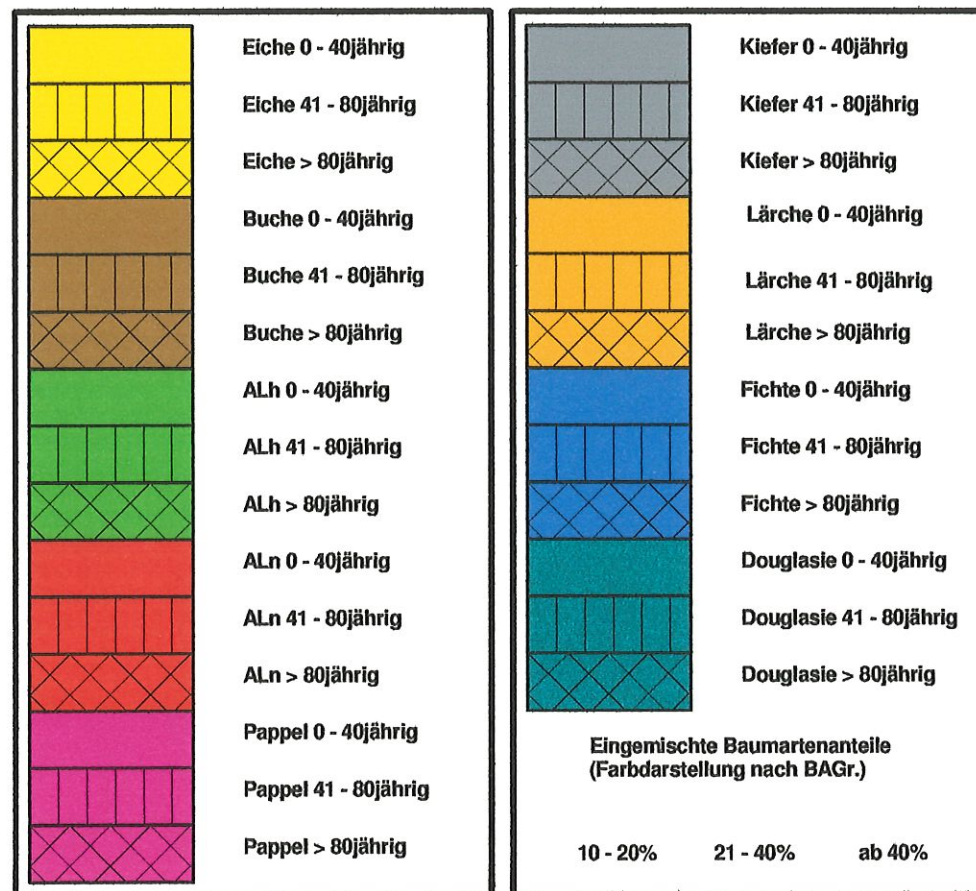 Eiche 0 - 40jährig
Eiche 41 - 80jährig
Eiche > 80jährig
Buche 0 - 40jährig
Buche 41 - 80jährig
Buche > 80jährig
ALh 0 - 40jährig
ALh 41 - 80jährig
ALh > 80jährig
ALn 0 - 40jährig
ALn 41 - 80jährig
ALn > 80jährig
Pappel 0 - 40jährig
Pappel 41 - 80jährig
Pappel > 80jährig
Kiefer 0 - 40jährig
Kiefer 41 - 80jährig
Kiefer > 80jährig
Lärche 0 - 40jährig
Lärche 41 - 80jährig
Lärche > 80jährig
Fichte 0 - 40jährig
Fichte 41 - 80jährig
Fichte > 80jährig
Douglasie 0 - 40jährig
Douglasie 41 - 80jährig
Douglasie > 80jährig
Eingemischte Baumartenanteile
(Farbdarstellung nach BAGr.)
10 - 20% 21 - 40% ab 40%